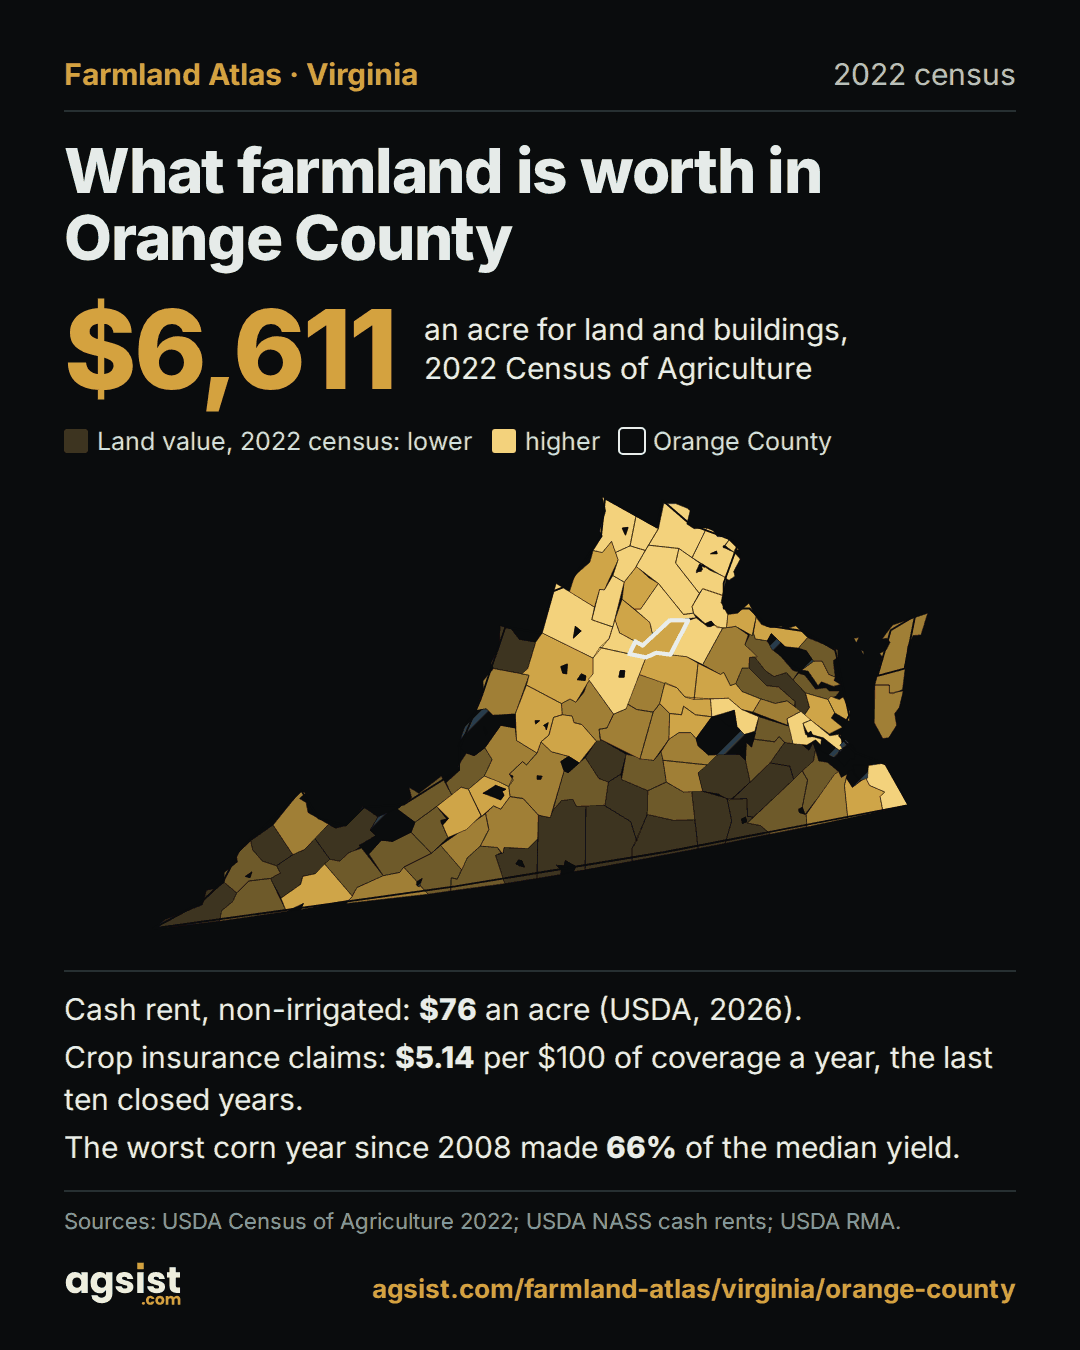 Farmland Atlas · Virginia
2022 census
What farmland is worth in
Orange County
$6,611
an acre for land and buildings,
2022 Census of Agriculture
Land value, 2022 census: lower
higher
Orange County
Cash rent, non-irrigated: $76 an acre (USDA, 2026).
Crop insurance claims: $5.14 per $100 of coverage a year, the last
ten closed years.
The worst corn year since 2008 made 66% of the median yield.
Sources: USDA Census of Agriculture 2022; USDA NASS cash rents; USDA RMA.
agsist
.com
agsist.com/farmland-atlas/virginia/orange-county